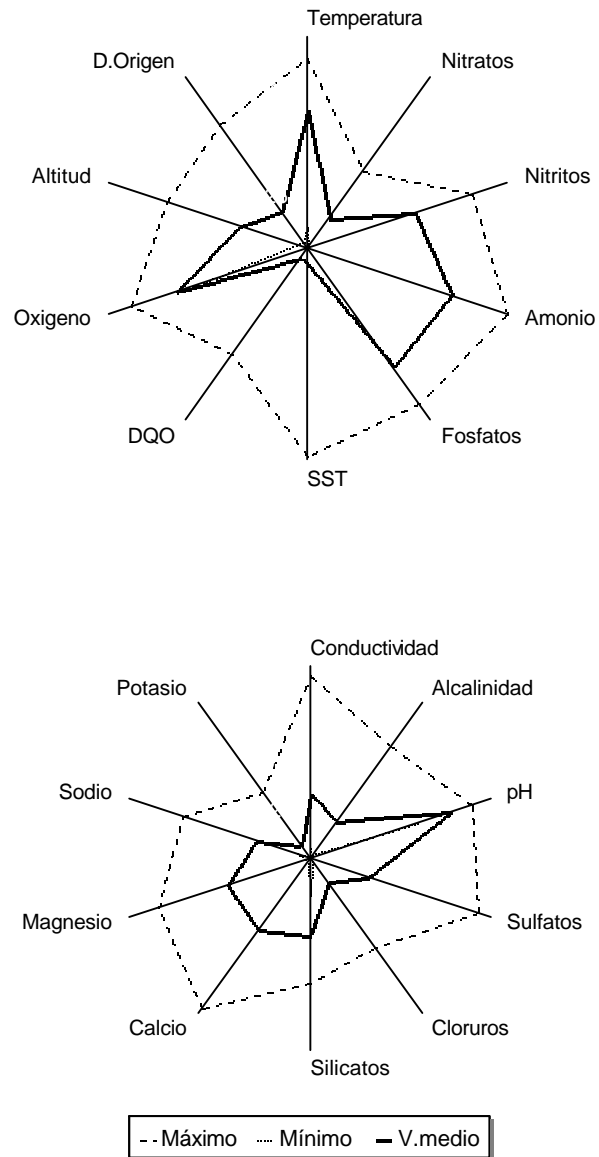 Temperatura
D.Origen
Nitratos
Altitud
Nitritos
Oxigeno
Amonio
DQO
Fosfatos
SST
Conductividad
Potasio
Alcalinidad
Sodio
pH
Magnesio
Sulfatos
Calcio
Cloruros
Silicatos
Máximo Mínimo V.medio